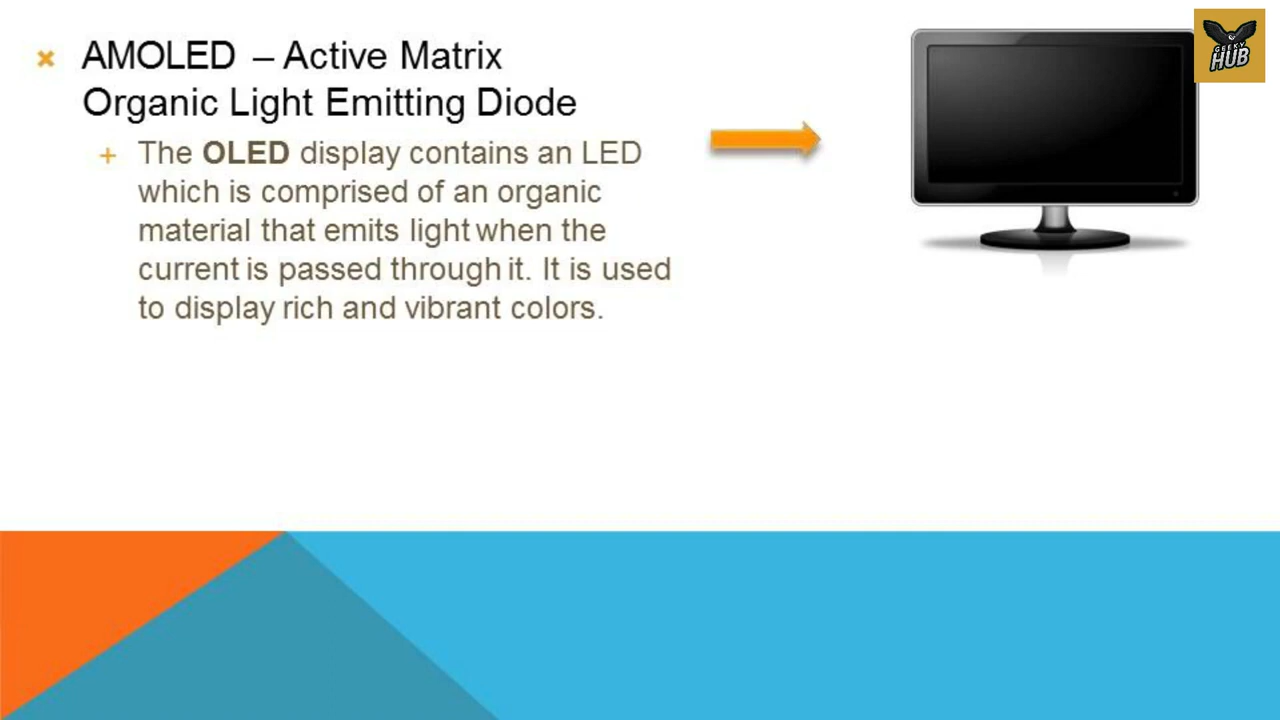 AMOLED – Active Matrix
Organic Light Emitting Diode
The OLED display contains an LED
which is comprised of an organic
material that emits light when the
current is passed through it. It is used
to display rich and vibrant colors.
GEEKY
HUB